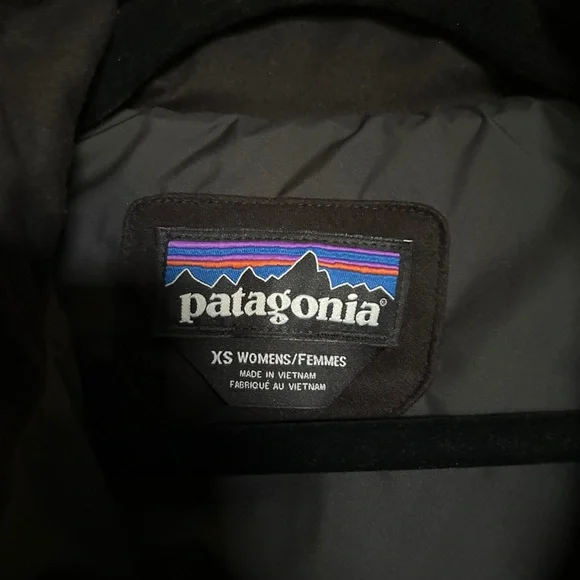 patagonia®
XS WOMENS/FEMMES
MADE IN VIETNAM
FABRIQUÉ AU VIETNAM